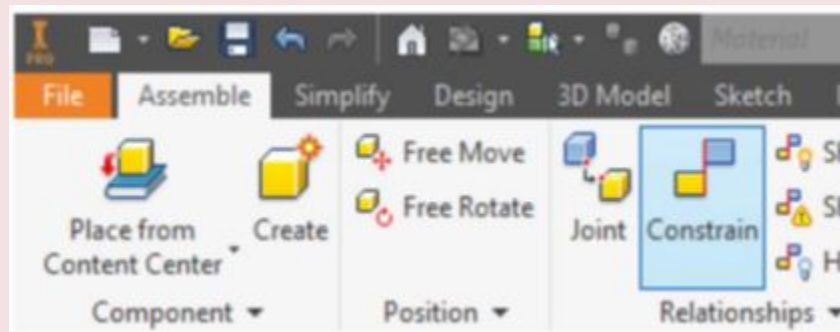 PRO
Material
File Assemble Simplify Design 3D Model Sketch
Free Move
Free Rotate
Place from
Content Center
Create
Joint
Constrain
Component
Position
Relationships